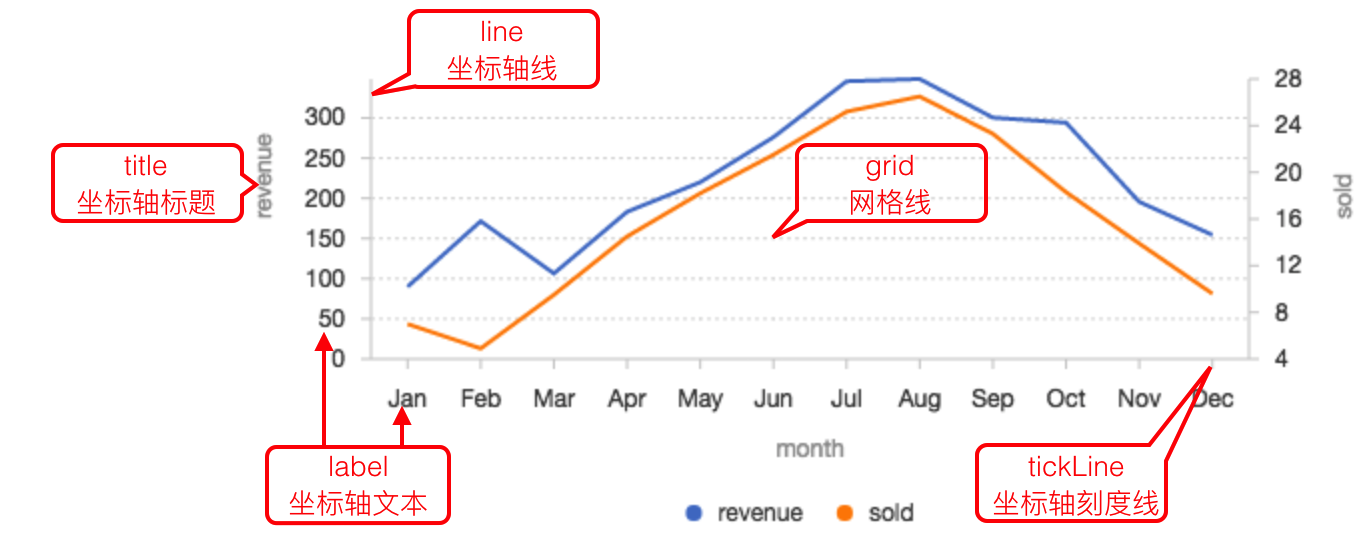 line
坐标轴线
title
坐标轴标题
revenue
300
250
200
150
100
50
0
grid
网格线
28
24
20
16
12
8
4
sold
Jan Feb Mar Apr May Jun Jul Aug Sep Oct Nov Dec
month
label
坐标轴文本
tickLine
坐标轴刻度线
revenue sold